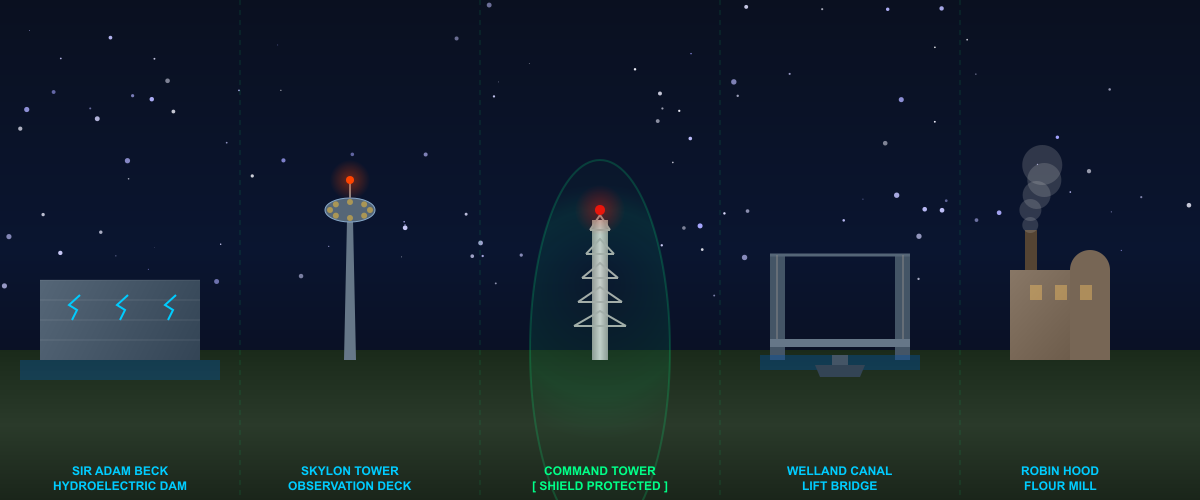 SIR ADAM BECK
HYDROELECTRIC DAM
SKYLON TOWER
OBSERVATION DECK
COMMAND TOWER
[ SHIELD PROTECTED ]
WELLAND CANAL
LIFT BRIDGE
ROBIN HOOD
FLOUR MILL